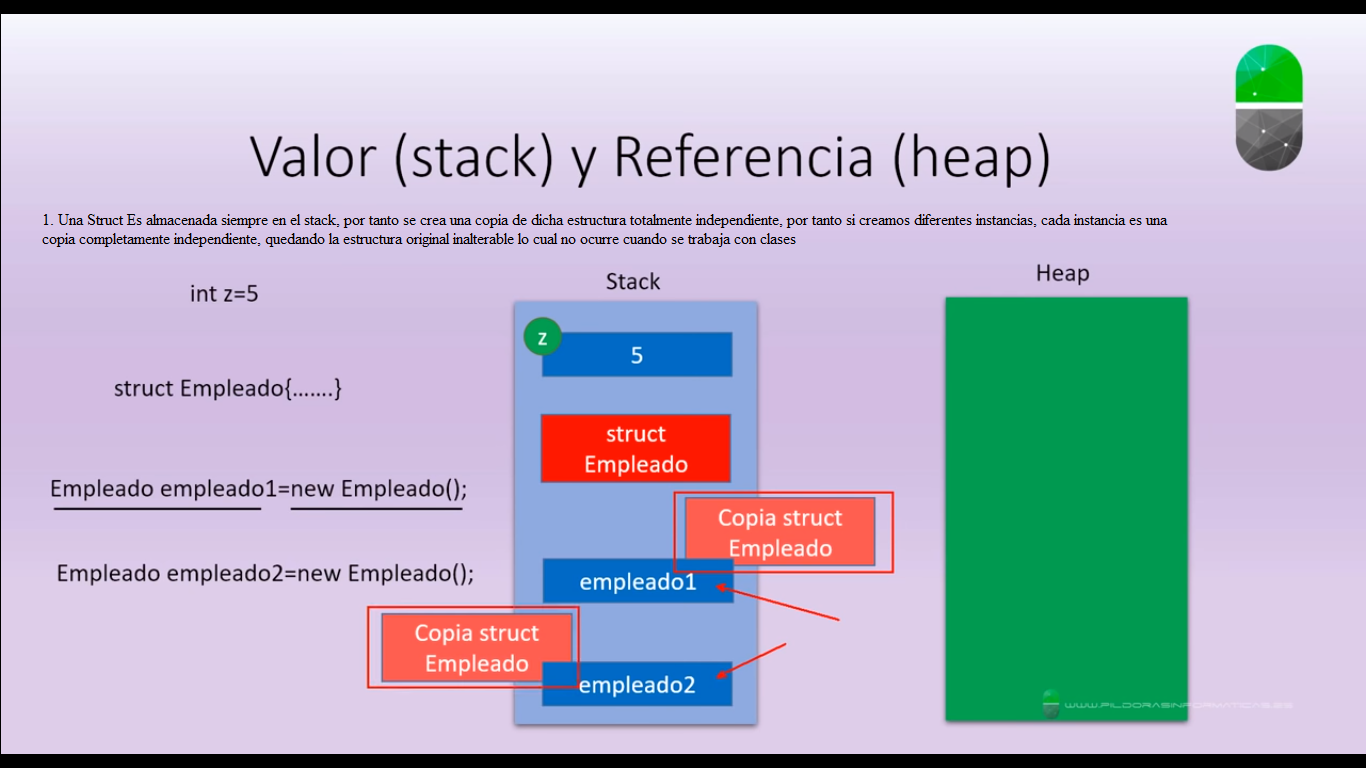 Valor (stack) y Referencia (heap)
1. Una Struct Es almacenada siempre en el stack, por tanto se crea una copia de dicha estructura totalmente independiente, por tanto si creamos diferentes instancias, cada instancia es una
copia completamente independiente, quedando la estructura original inalterable lo cual no ocurre cuando se trabaja con clases
int z=5
struct Empleado{.......}
Empleado empleado1=new Empleado();
Empleado empleado2=new Empleado();
Stack
z
5
struct
Empleado
Copia struct
Empleado
empleado1
Copia struct
Empleado
empleado2
Heap
WWW.PILDORASINFORMATICAS.ES